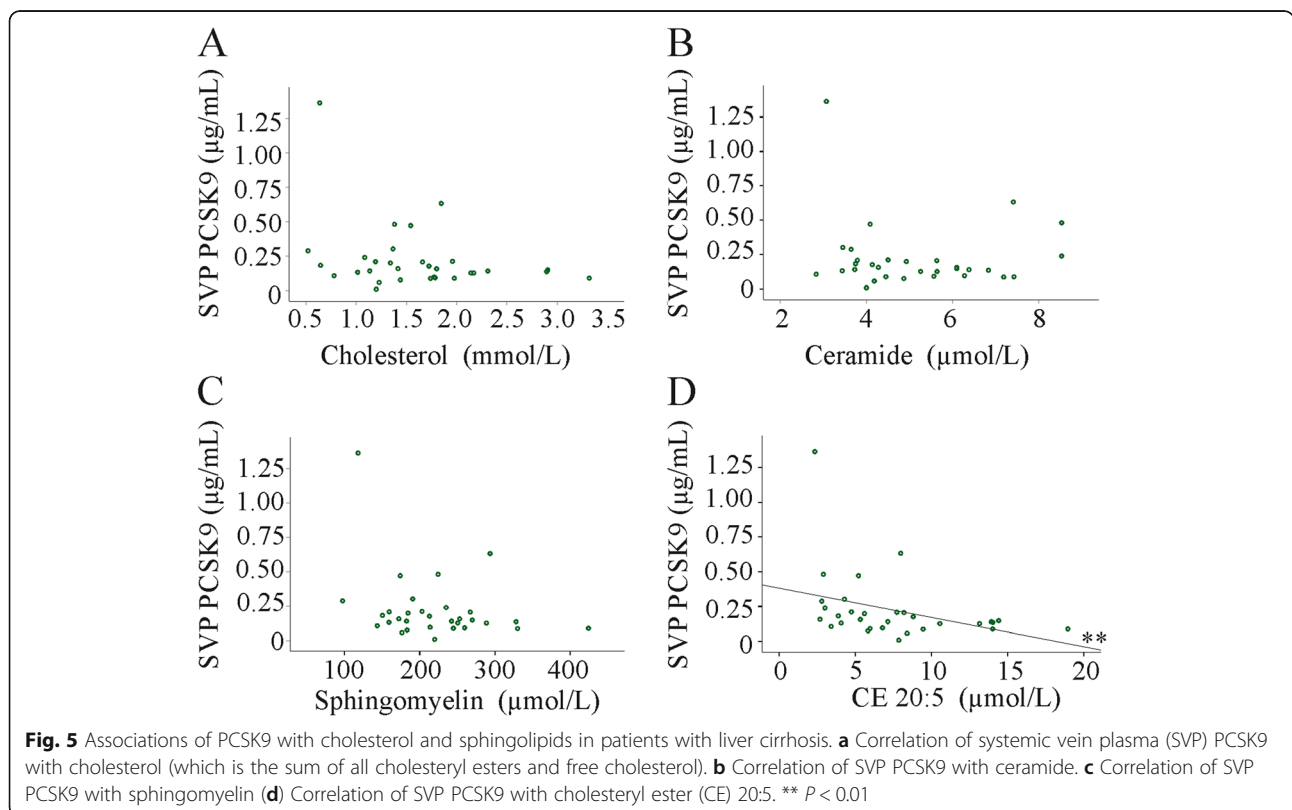 A
B
SVP PCSK9 (µg/mL)
1.25
1.00
0.75
0.50
0.25
0
0.5 1.0 1.5 2.0 2.5 3.0 3.5
Cholesterol (mmol/L)
SVP PCSK9 (µg/mL)
1.25
1.00
0.75
0.50
0.25
0
2 4 6 8
Ceramide (µmol/L)
C
D
SVP PCSK9 (µg/mL)
1.25
1.00
0.75
0.50
0.25
0
100 200 300 400
Sphingomyelin (µmol/L)
SVP PCSK9 (µg/mL)
1.25
1.00
0.75
0.50
0.25
0
**
0 5 10 15 20
CE 20:5 (µmol/L)
Fig. 5 Associations of PCSK9 with cholesterol and sphingolipids in patients with liver cirrhosis. a Correlation of systemic vein plasma (SVP) PCSK9
with cholesterol (which is the sum of all cholesteryl esters and free cholesterol). b Correlation of SVP PCSK9 with ceramide. c Correlation of SVP
PCSK9 with sphingomyelin (d) Correlation of SVP PCSK9 with cholesteryl ester (CE) 20:5. ** P < 0.01